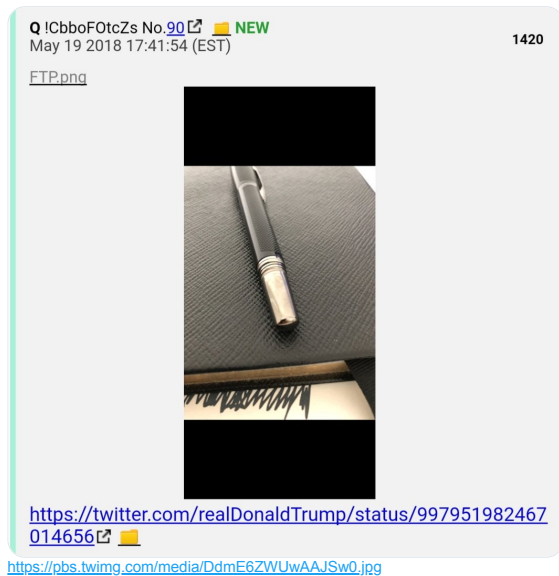 Q !CbboFOtcZs No.90 NEW
May 19 2018 17:41:54 (EST)
1420
FTP.png
https://twitter.com/realDonaldTrump/status/997951982467
014656
https://pbs.twimg.com/media/DdmE6ZWUwAAJSw0.jpg